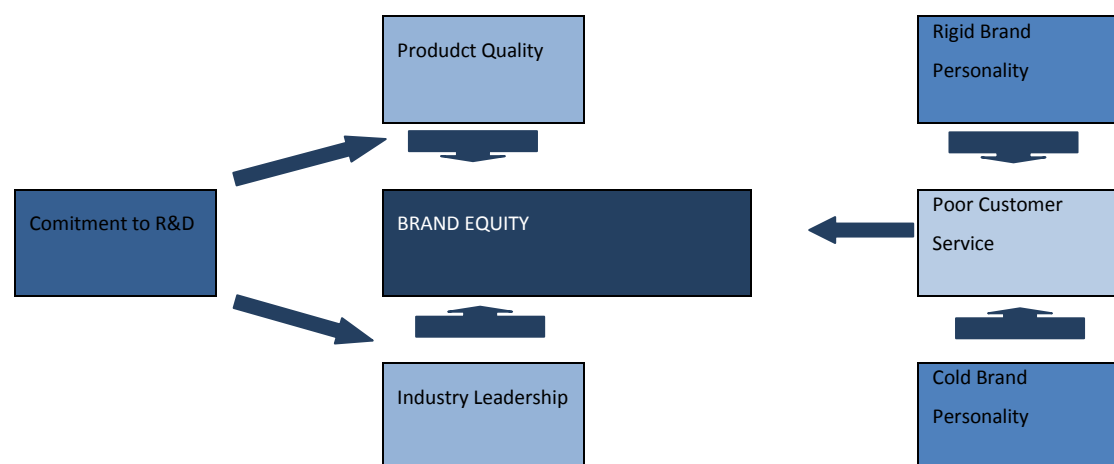 Produdct Quality
Rigid Brand
Personality
Comitment to R&D
BRAND EQUITY
Poor Customer
Service
Industry Leadership
Cold Brand
Personality